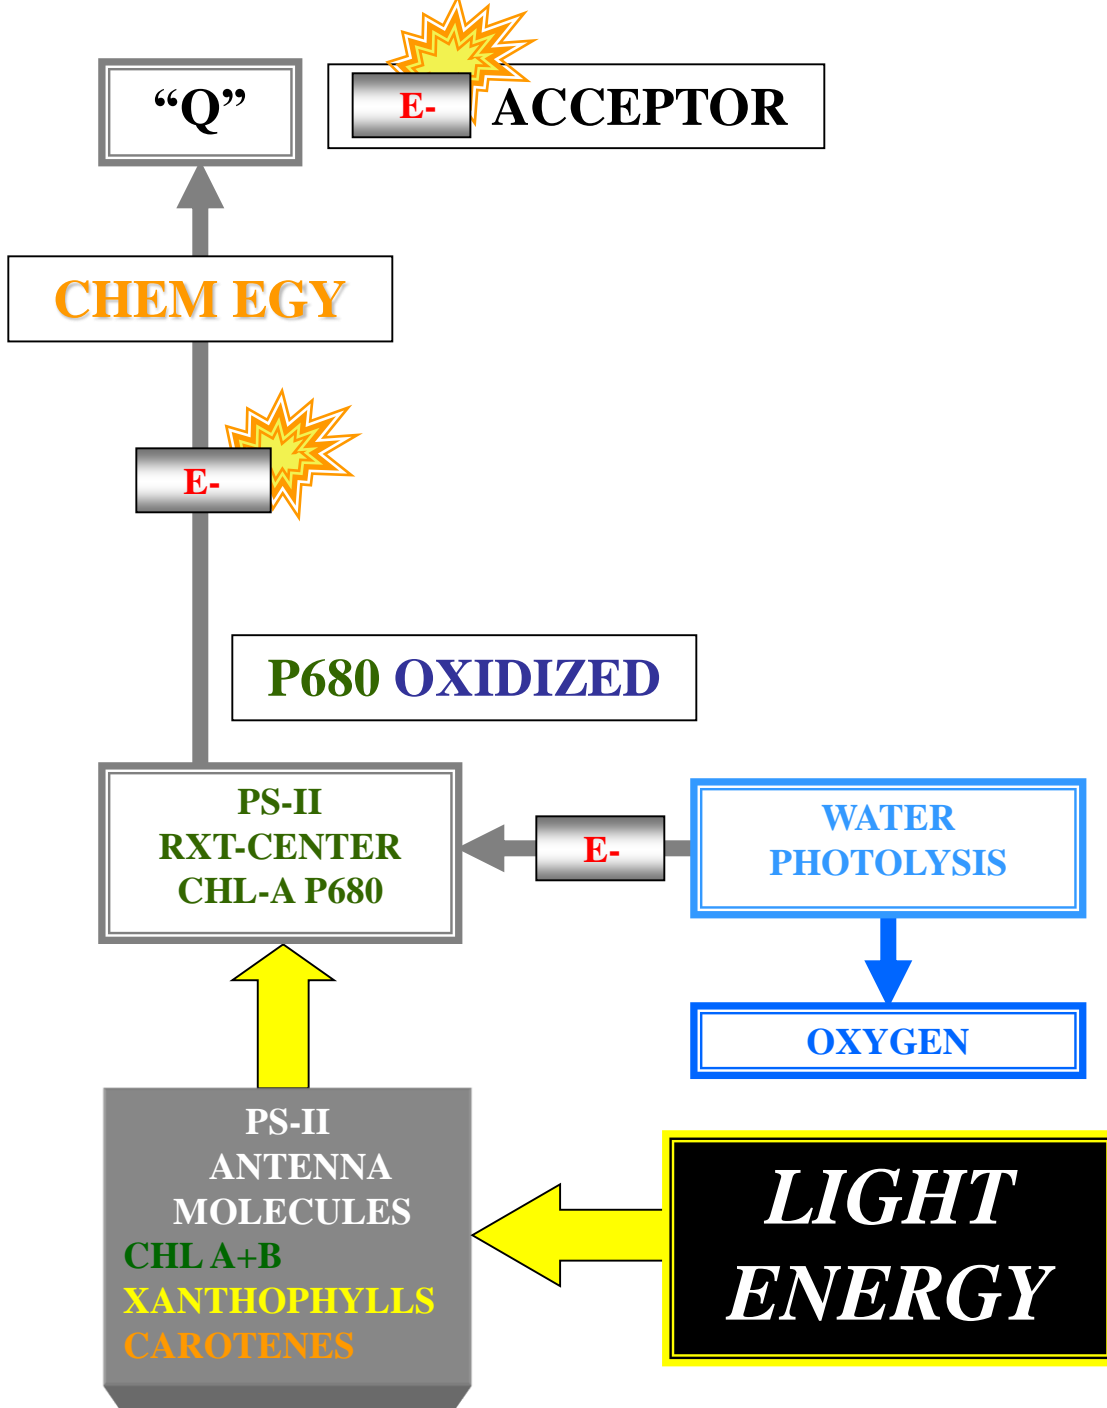 “Q”
E- ACCEPTOR
CHEM EGY
E-
P680 OXIDIZED
PS-II
RXT-CENTER
CHL-A P680
E-
WATER
PHOTOLYSIS
OXYGEN
PS-II
ANTENNA
MOLECULES
CHL A+B
XANTHOPHYLLS
CAROTENES
LIGHT
ENERGY